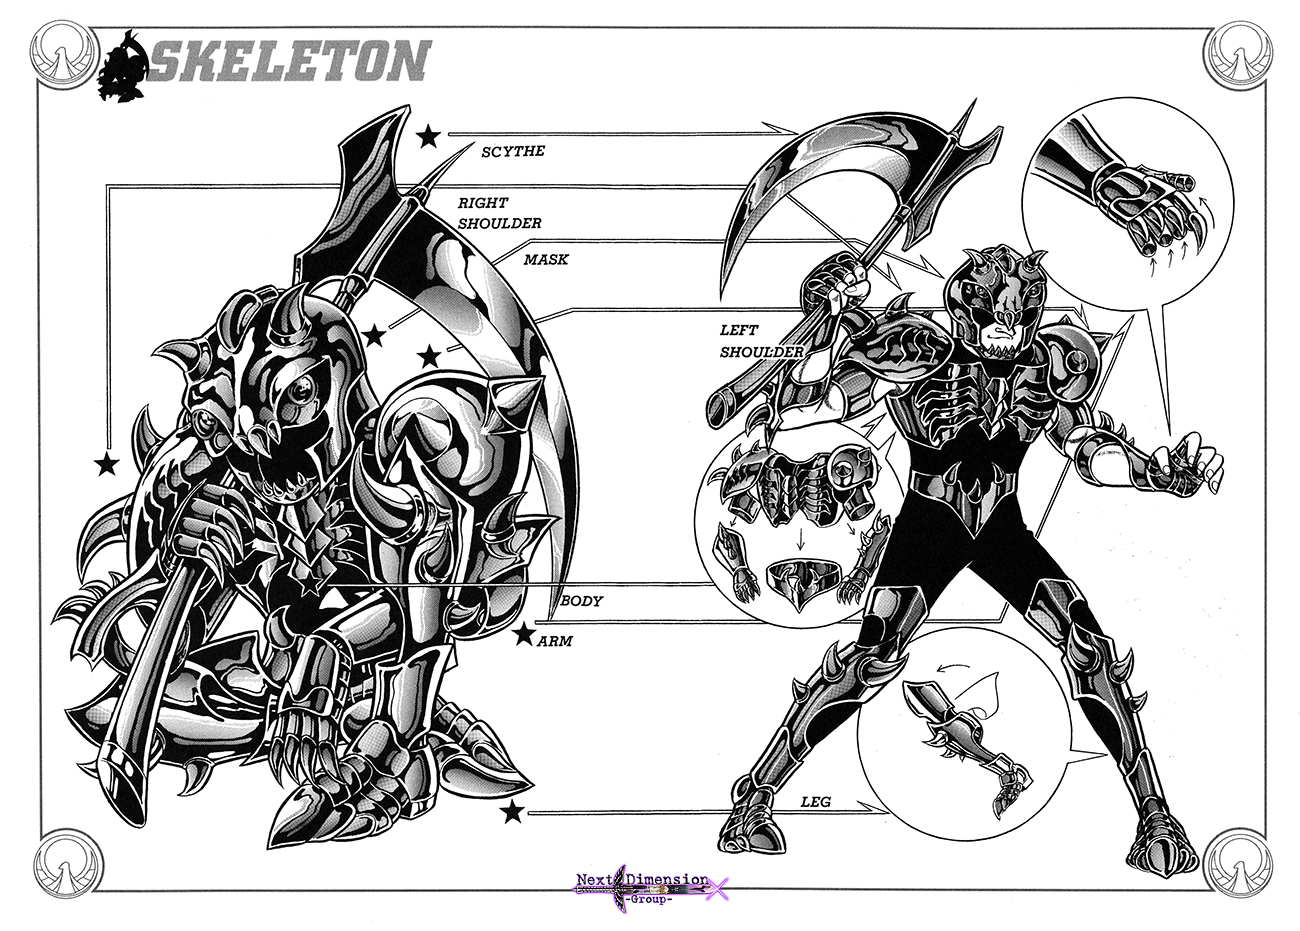 SKELETON
SCYTHE
RIGHT
SHOULDER
MASK
LEFT
SHOULDER
BODY
ARM
LEG
Next Dimension
-Group-